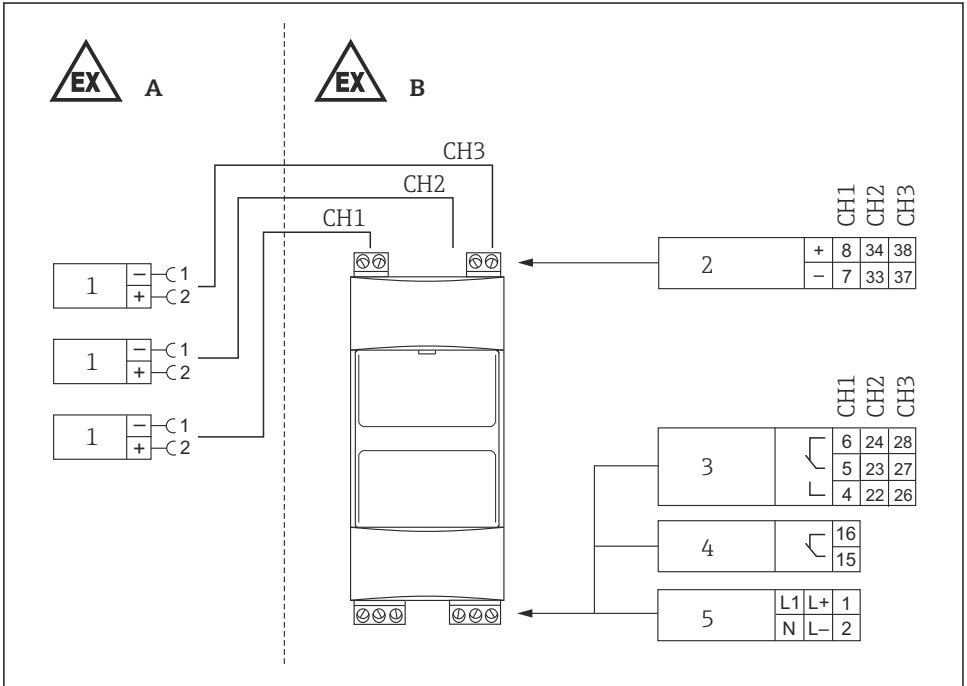 EX A
EX B
CH3
CH2
CH1
CH1 CH2 CH3
2 + 8 34 38
− 7 33 37
1 − 1
+ 2
1 − 1
+ 2
1 − 1
+ 2
CH1 CH2 CH3
3 6 24 28
5 23 27
4 22 26
4 16
15
5 L1 L+ 1
N L− 2